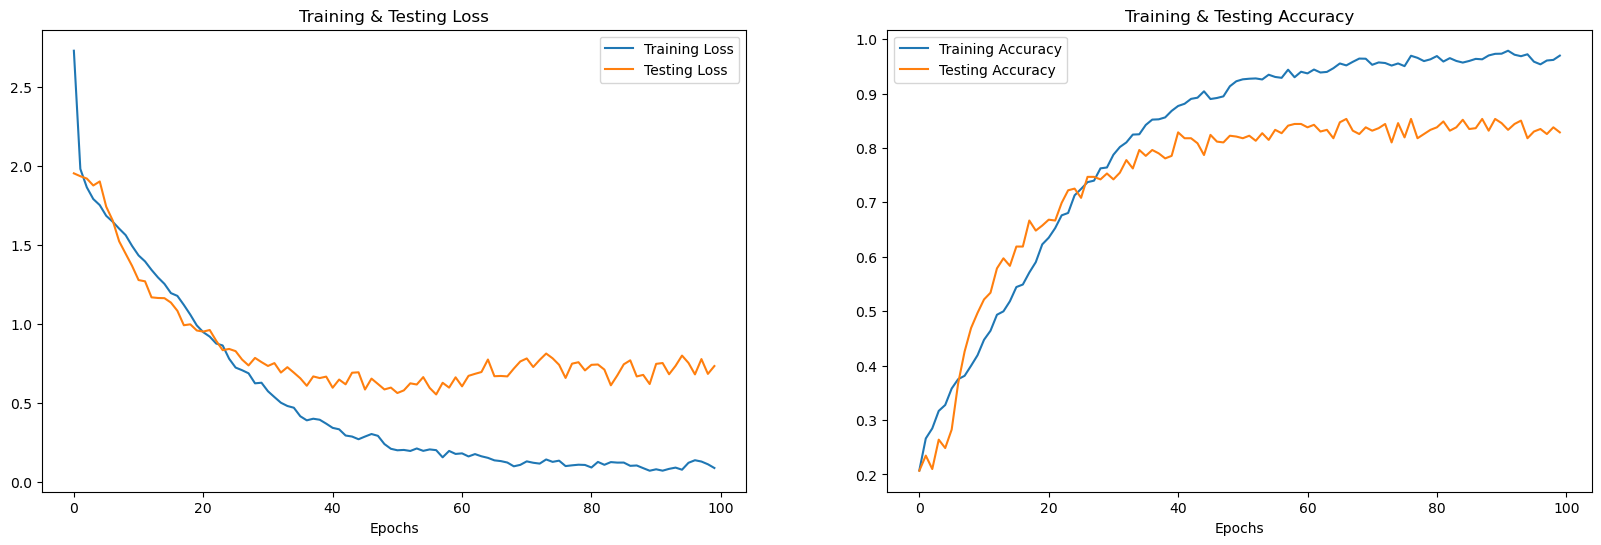 Training & Testing Loss
Training Loss
Testing Loss
2.5
2.0
1.5
1.0
0.5
0.0
0 20 40 60 80 100
Epochs
Training & Testing Accuracy
Training Accuracy
Testing Accuracy
1.0
0.9
0.8
0.7
0.6
0.5
0.4
0.3
0.2
0 20 40 60 80 100
Epochs